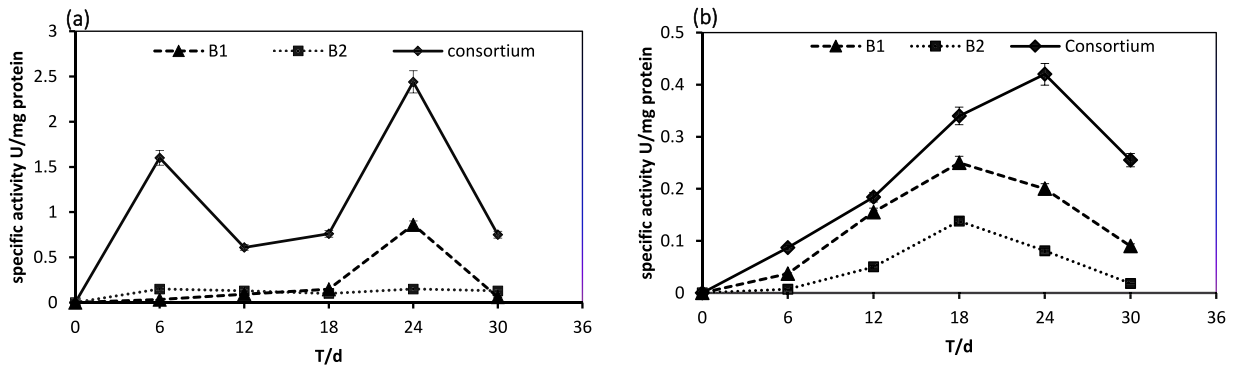 (a)
B1 B2 consortium
specific activity U/mg protein
3
2.5
2
1.5
1
0.5
0
0 6 12 18 24 30 36
T/d
(b)
B1 B2 Consortium
specific activity U/mg protein
0.5
0.4
0.3
0.2
0.1
0
0 6 12 18 24 30 36
T/d